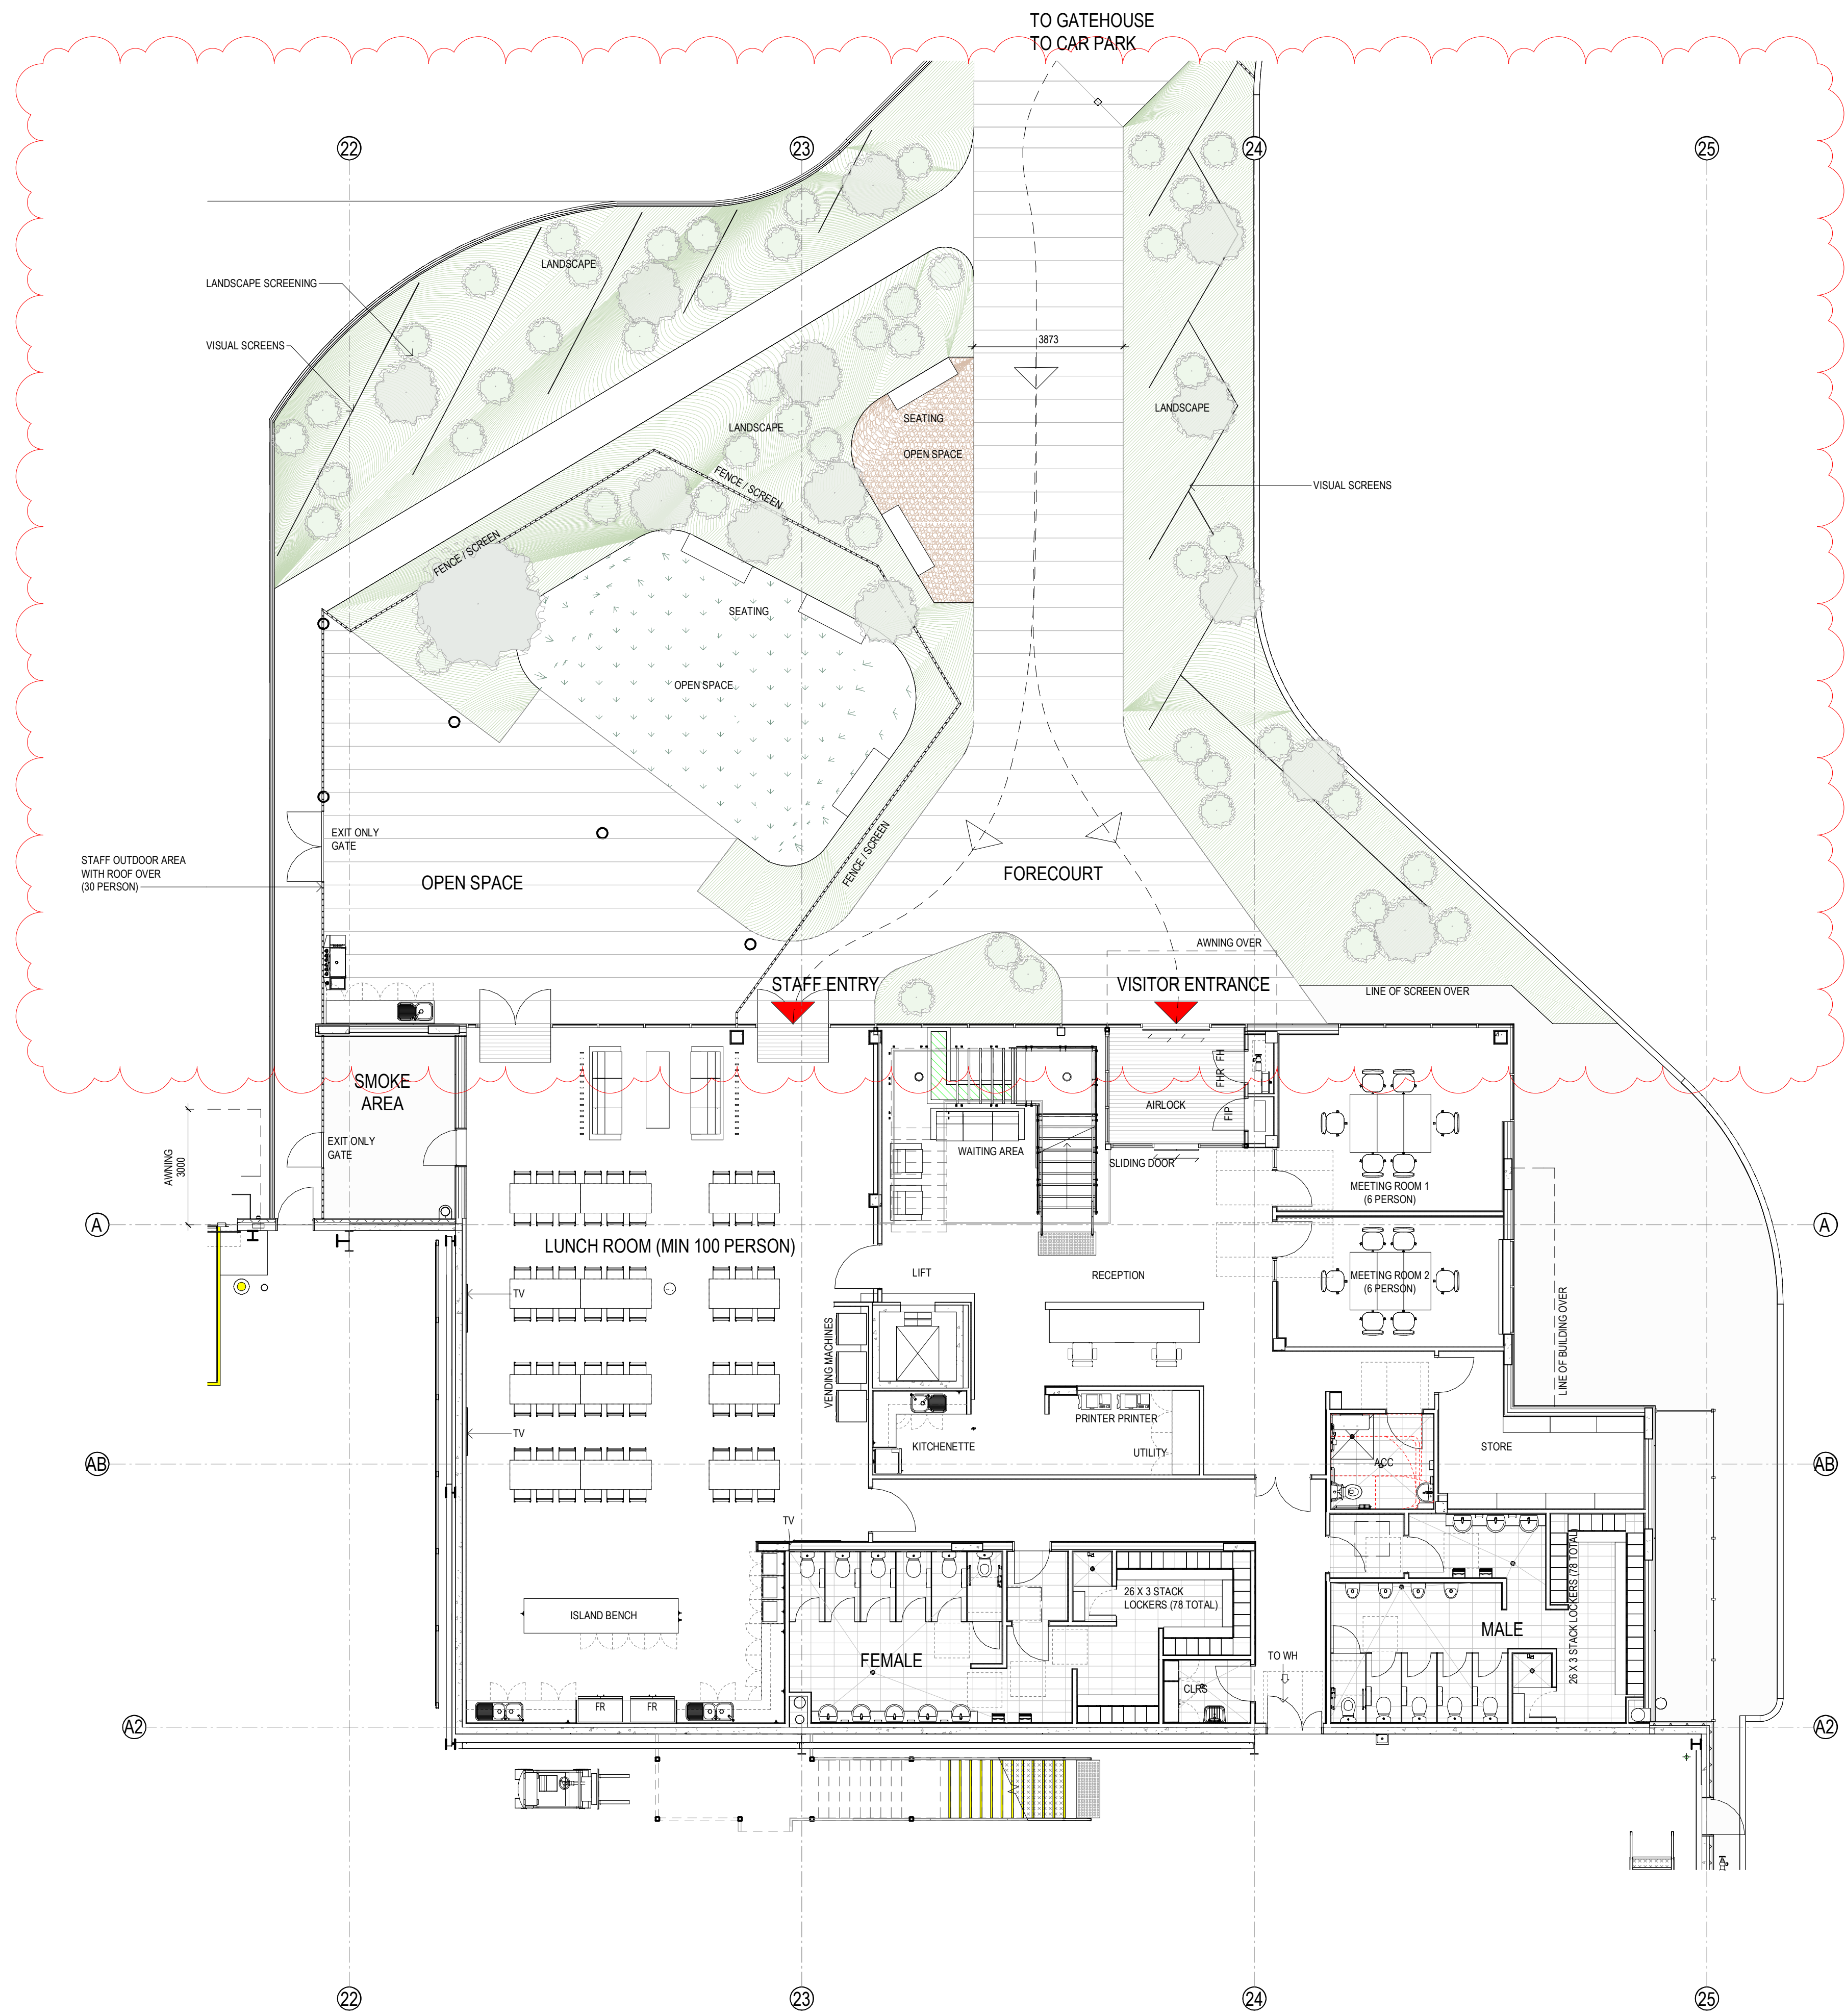 TO GATEHOUSE
TO CAR PARK
22
23
24
25
LANDSCAPE
LANDSCAPE SCREENING
VISUAL SCREENS
3873
LANDSCAPE
SEATING
LANDSCAPE
OPEN SPACE
FENCE / SCREEN
VISUAL SCREENS
FENCE / SCREEN
SEATING
OPEN SPACE
EXIT ONLY
GATE
STAFF OUTDOOR AREA
WITH ROOF OVER
(30 PERSON)
FENCE / SCREEN
OPEN SPACE
FORECOURT
AWNING OVER
STAFF ENTRY
VISITOR ENTRANCE
LINE OF SCREEN OVER
SMOKE
AREA
FH
FHR
FIP
AIRLOCK
EXIT ONLY
GATE
AWNING
3000
WAITING AREA
SLIDING DOOR
MEETING ROOM 1
(6 PERSON)
A
A
LUNCH ROOM (MIN 100 PERSON)
LIFT
RECEPTION
MEETING ROOM 2
(6 PERSON)
TV
VENDING MACHINES
LINE OF BUILDING OVER
PRINTER PRINTER
TV
KITCHENETTE
UTILITY
STORE
AB
ACC
AB
TV
26 X 3 STACK
LOCKERS (78 TOTAL)
26 X 3 STACK LOCKERS (78 TOTAL)
ISLAND BENCH
MALE
FEMALE
TO WH
CLRS
FR
FR
A2
A2
22
23
24
25